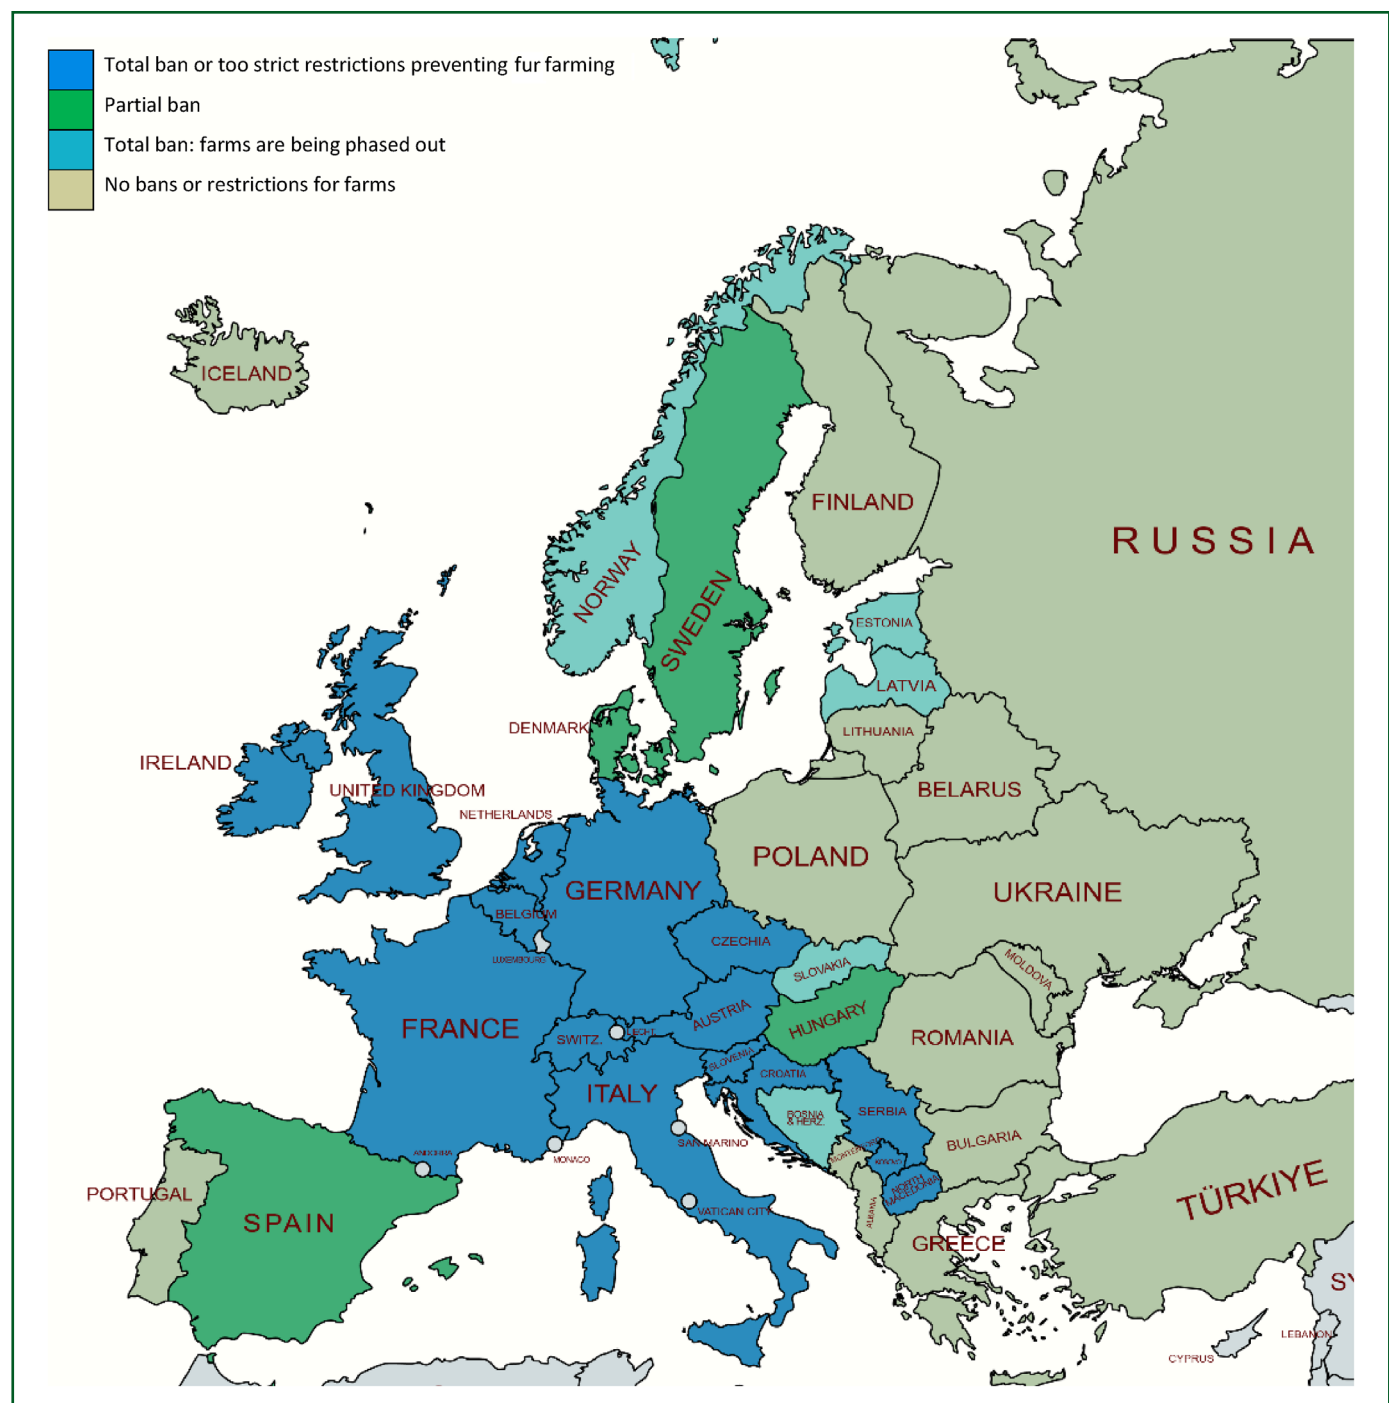 Total ban or too strict restrictions preventing fur farming
Partial ban
Total ban: farms are being phased out
No bans or restrictions for farms
ICELAND
FINLAND
RUSSIA
NORWAY
SWEDEN
ESTONIA
LATVIA
DENMARK
LITHUANIA
IRELAND
UNITED KINGDOM
BELARUS
NETHERLANDS
POLAND
GERMANY
UKRAINE
BELGIUM
CZECHIA
LUXEMBOURG
SLOVAKIA
MOLDOVA
FRANCE
AUSTRIA
HUNGARY
SWITZ.
LIECHT.
ROMANIA
SLOVENIA
CROATIA
ITALY
BOSNIA
& HERZ.
SERBIA
SAN MARINO
BULGARIA
ANDORRA
MONACO
MONTENEGRO
KOSOVO
PORTUGAL
NORTH
MACEDONIA
TÜRKIYE
SPAIN
VATICAN CITY
ALBANIA
GREECE
SY
LEBANON
CYPRUS